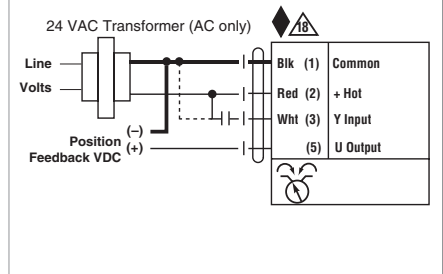 24 VAC Transformer (AC only)
18
Line
Volts
Blk (1) Common
Red (2) + Hot
Wht (3) Y Input
(5) U Output
Position
Feedback VDC
(–)
(+)